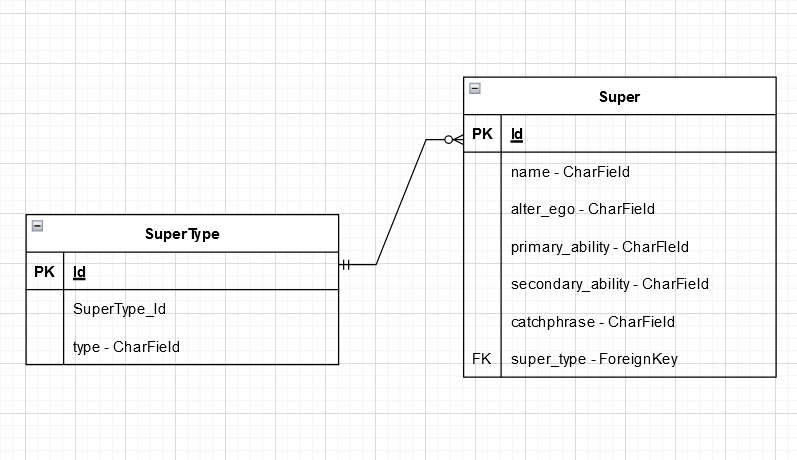 SuperType
PK Id
SuperType_Id
type - CharField
Super
PK Id
name - CharField
alter_ego - CharField
primary_ability - CharField
secondary_ability - CharField
catchphrase - CharField
FK super_type - ForeignKey